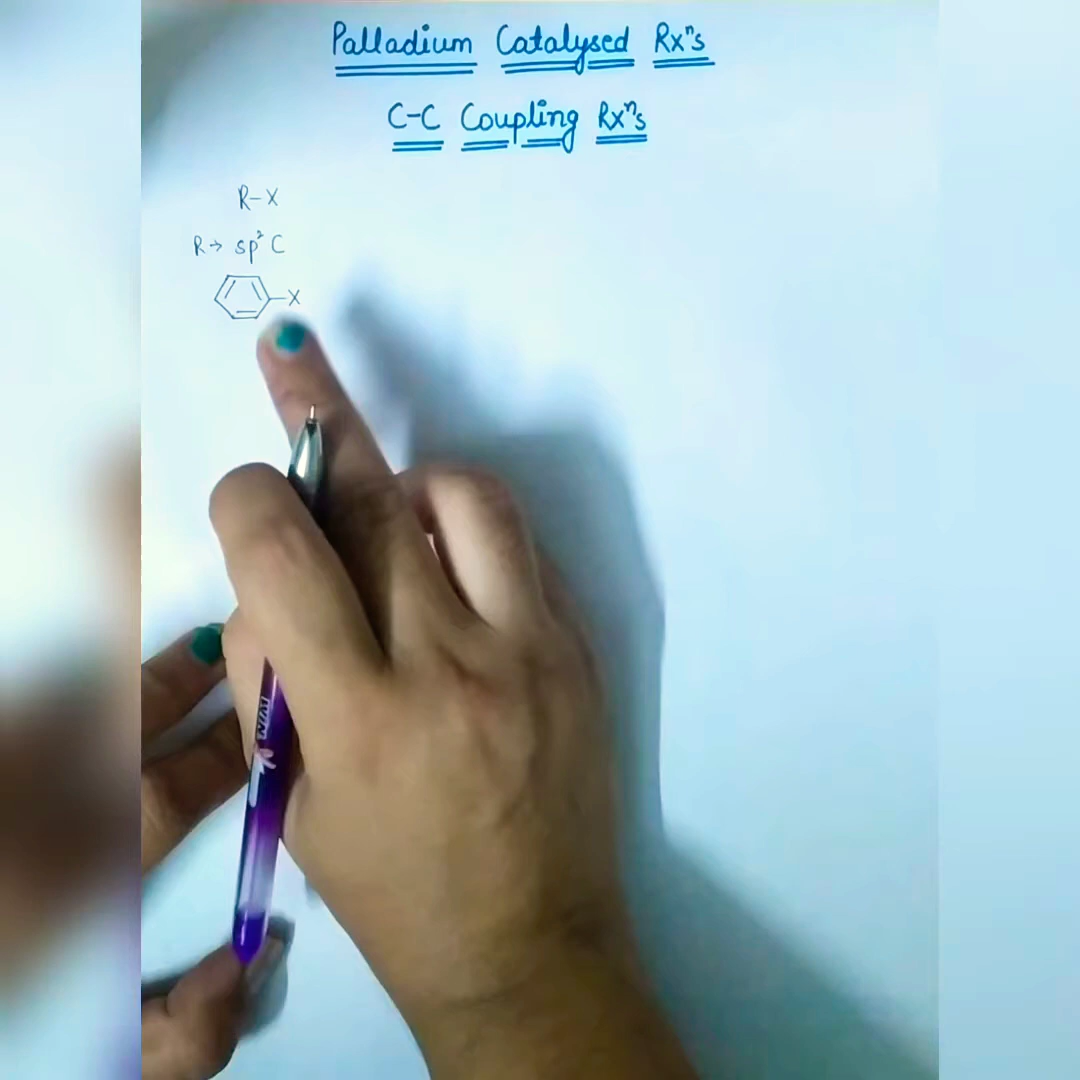 Palladium Catalysed Rxⁿs
C-C Coupling Rxⁿs
R-X
R→ sp² C
X